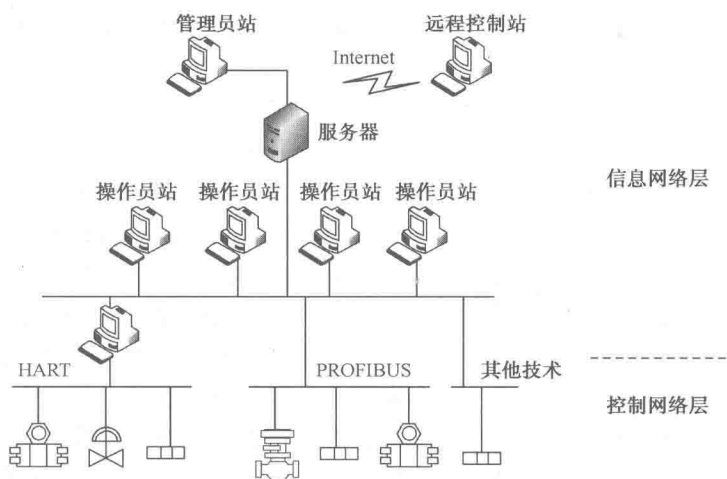 管理员站
远程控制站
Internet
服务器
信息网络层
操作员站 操作员站 操作员站 操作员站
HART
PROFIBUS
其他技术
控制网络层